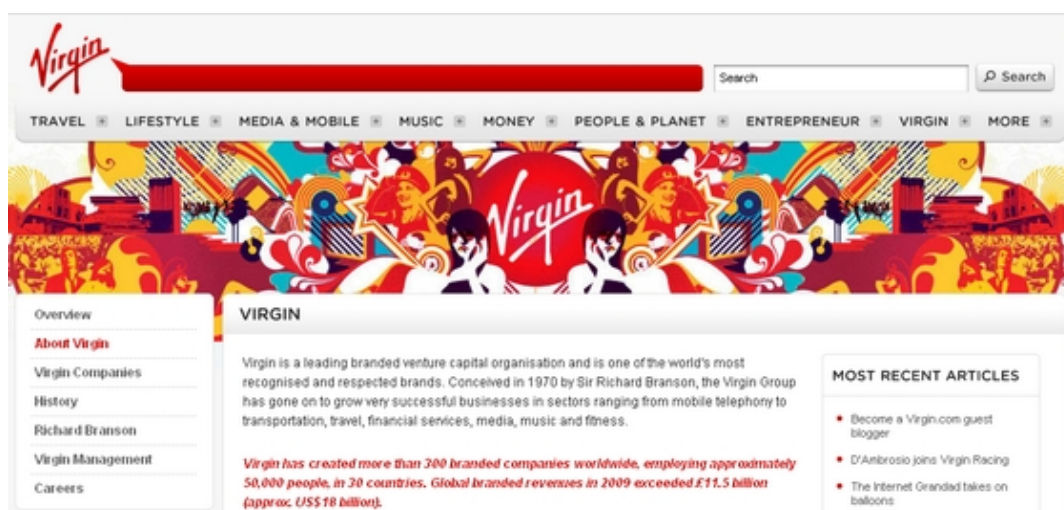 Virgin
Search
Search
TRAVEL LIFESTYLE MEDIA & MOBILE MUSIC MONEY PEOPLE & PLANET ENTREPRENEUR VIRGIN MORE
Virgin
Overview
About Virgin
Virgin Companies
History
Richard Branson
Virgin Management
Careers
VIRGIN
Virgin is a leading branded venture capital organisation and is one of the world's most
recognised and respected brands. Conceived in 1970 by Sir Richard Branson, the Virgin Group
has gone on to grow very successful businesses in sectors ranging from mobile telephony to
transportation, travel, financial services, media, music and fitness.
Virgin has created more than 300 branded companies worldwide, employing approximately
50,000 people, in 30 countries. Global branded revenues in 2009 exceeded £11.5 billion
(approx. US$18 billion).
MOST RECENT ARTICLES
Become a Virgin.com guest
blogger
D'Ambrosio joins Virgin Racing
The Internet Grandad takes on
balloons